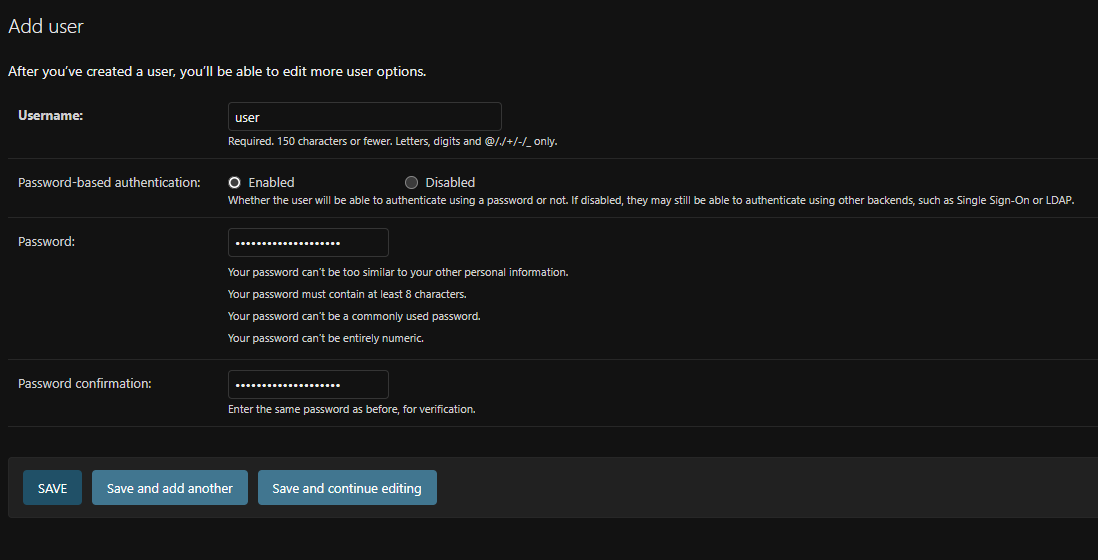 Add user
After you’ve created a user, you’ll be able to edit more user options.
Username:
user
Required. 150 characters or fewer. Letters, digits and @/./+/-/_ only.
Password-based authentication:
Enabled
Disabled
Whether the user will be able to authenticate using a password or not. If disabled, they may still be able to authenticate using other backends, such as Single Sign-On or LDAP.
Password:
••••••••••••••••••••
Your password can’t be too similar to your other personal information.
Your password must contain at least 8 characters.
Your password can’t be a commonly used password.
Your password can’t be entirely numeric.
Password confirmation:
••••••••••••••••••••
Enter the same password as before, for verification.
SAVE
Save and add another
Save and continue editing